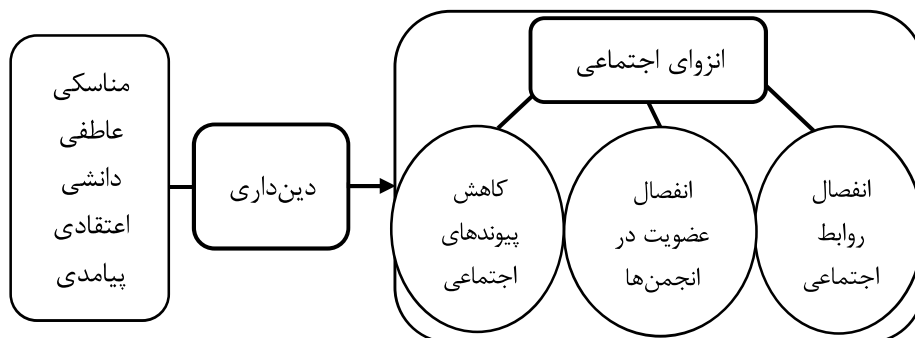 انزوای اجتماعی
انفصال
روابط
اجتماعی
انفصال
عضویت در
انجمن‌ها
کاهش
پیوندهای
اجتماعی
دین‌داری
مناسکی
عاطفی
دانشی
اعتقادی
پیامدی